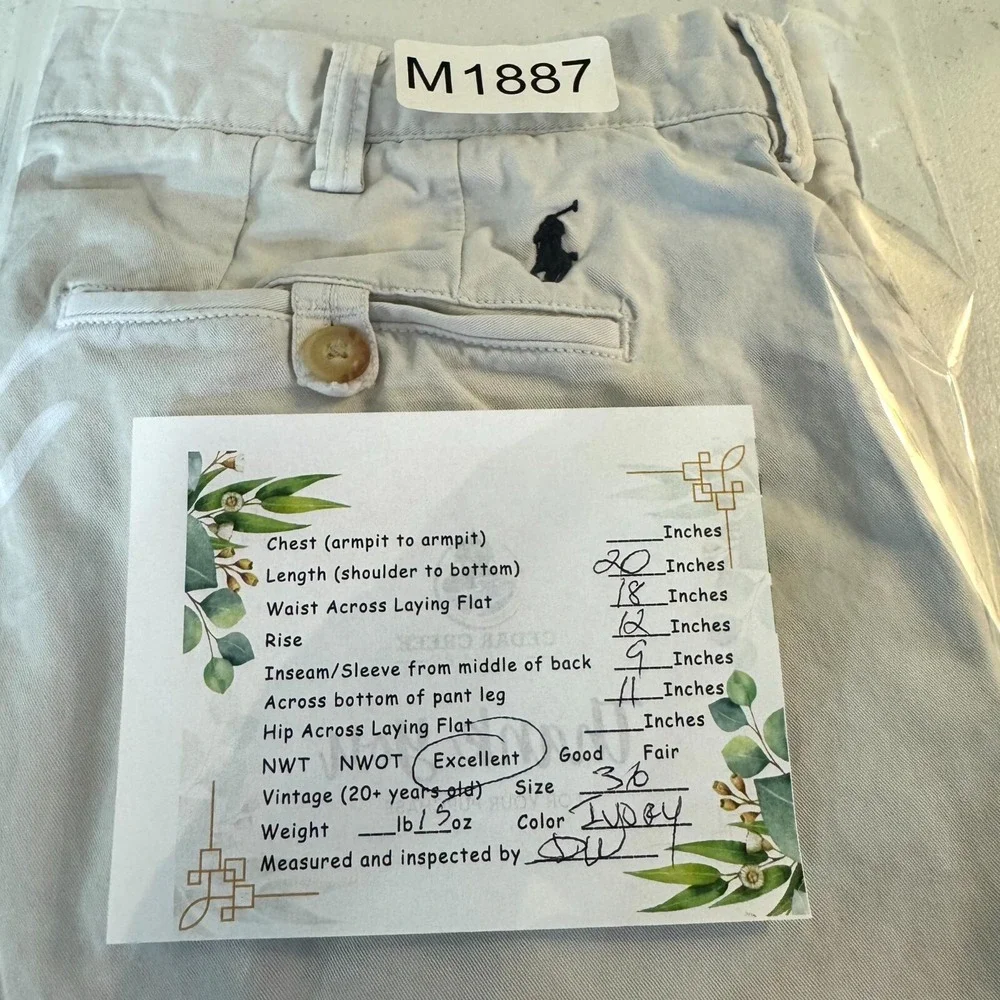 M1887
Chest (armpit to armpit) ____Inches
Length (shoulder to bottom) 20 Inches
Waist Across Laying Flat 18 Inches
Rise 12 Inches
Inseam/Sleeve from middle of back 9 Inches
Across bottom of pant leg 11 Inches
Hip Across Laying Flat ____Inches
NWT NWOT Excellent Good Fair
Vintage (20+ years old) Size 36
Weight ___lb 15 oz Color Ivory
Measured and inspected by DW
CEDAR CREEK